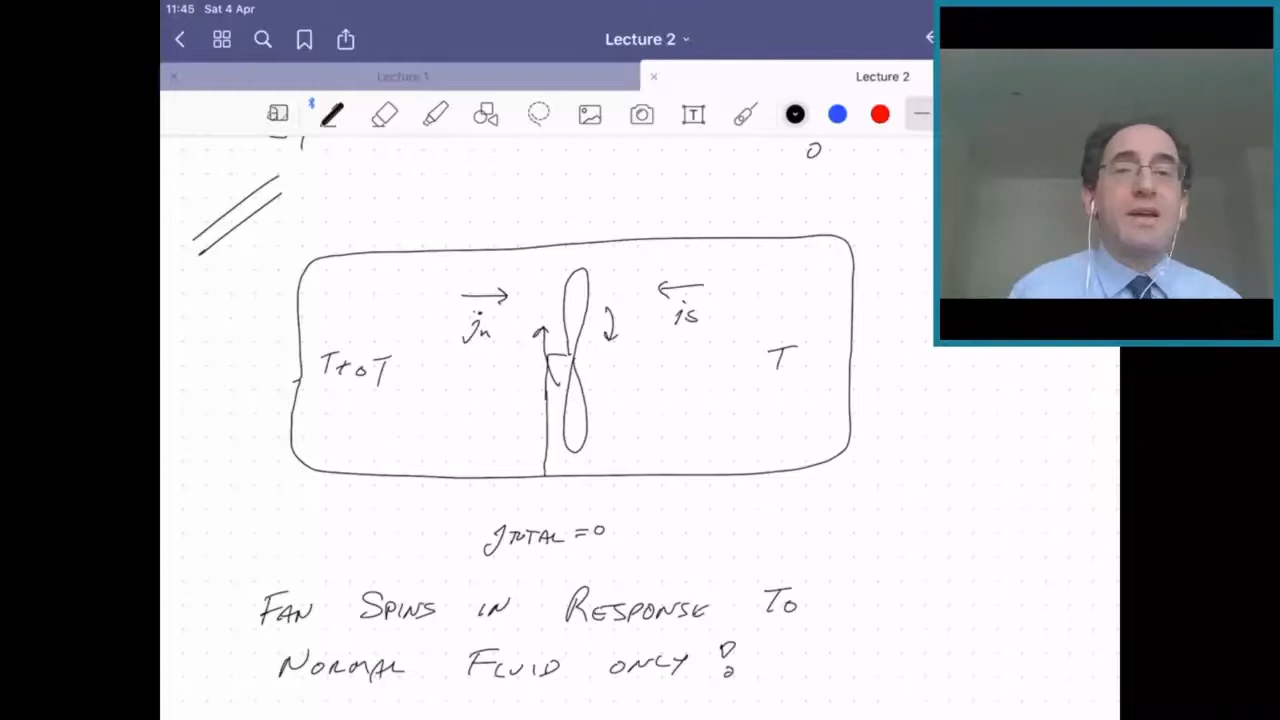 11:45 Sat 4 Apr
Lecture 2
Lecture 1
Lecture 2
T
0
jn
js
T+ΔT
T
jTOTAL = 0
FAN SPINS IN RESPONSE TO
NORMAL FLUID ONLY !